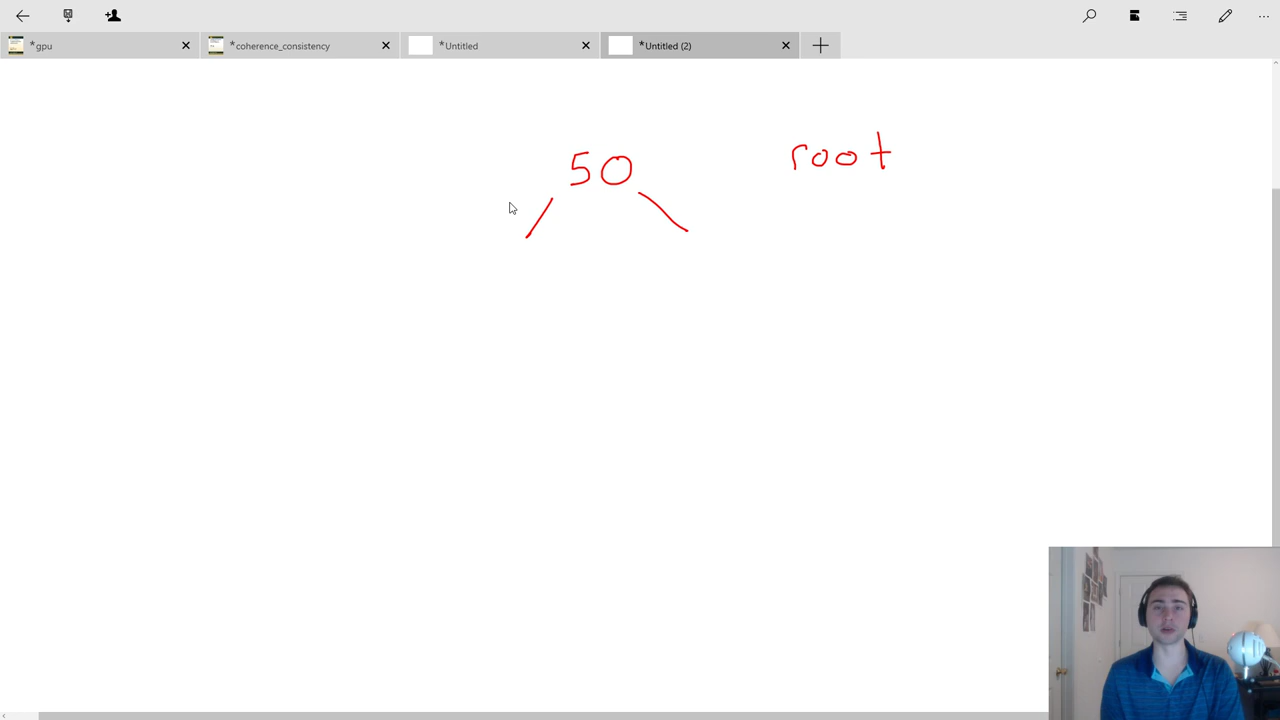 *gpu
*coherence_consistency
*Untitled
*Untitled (2)
root
50